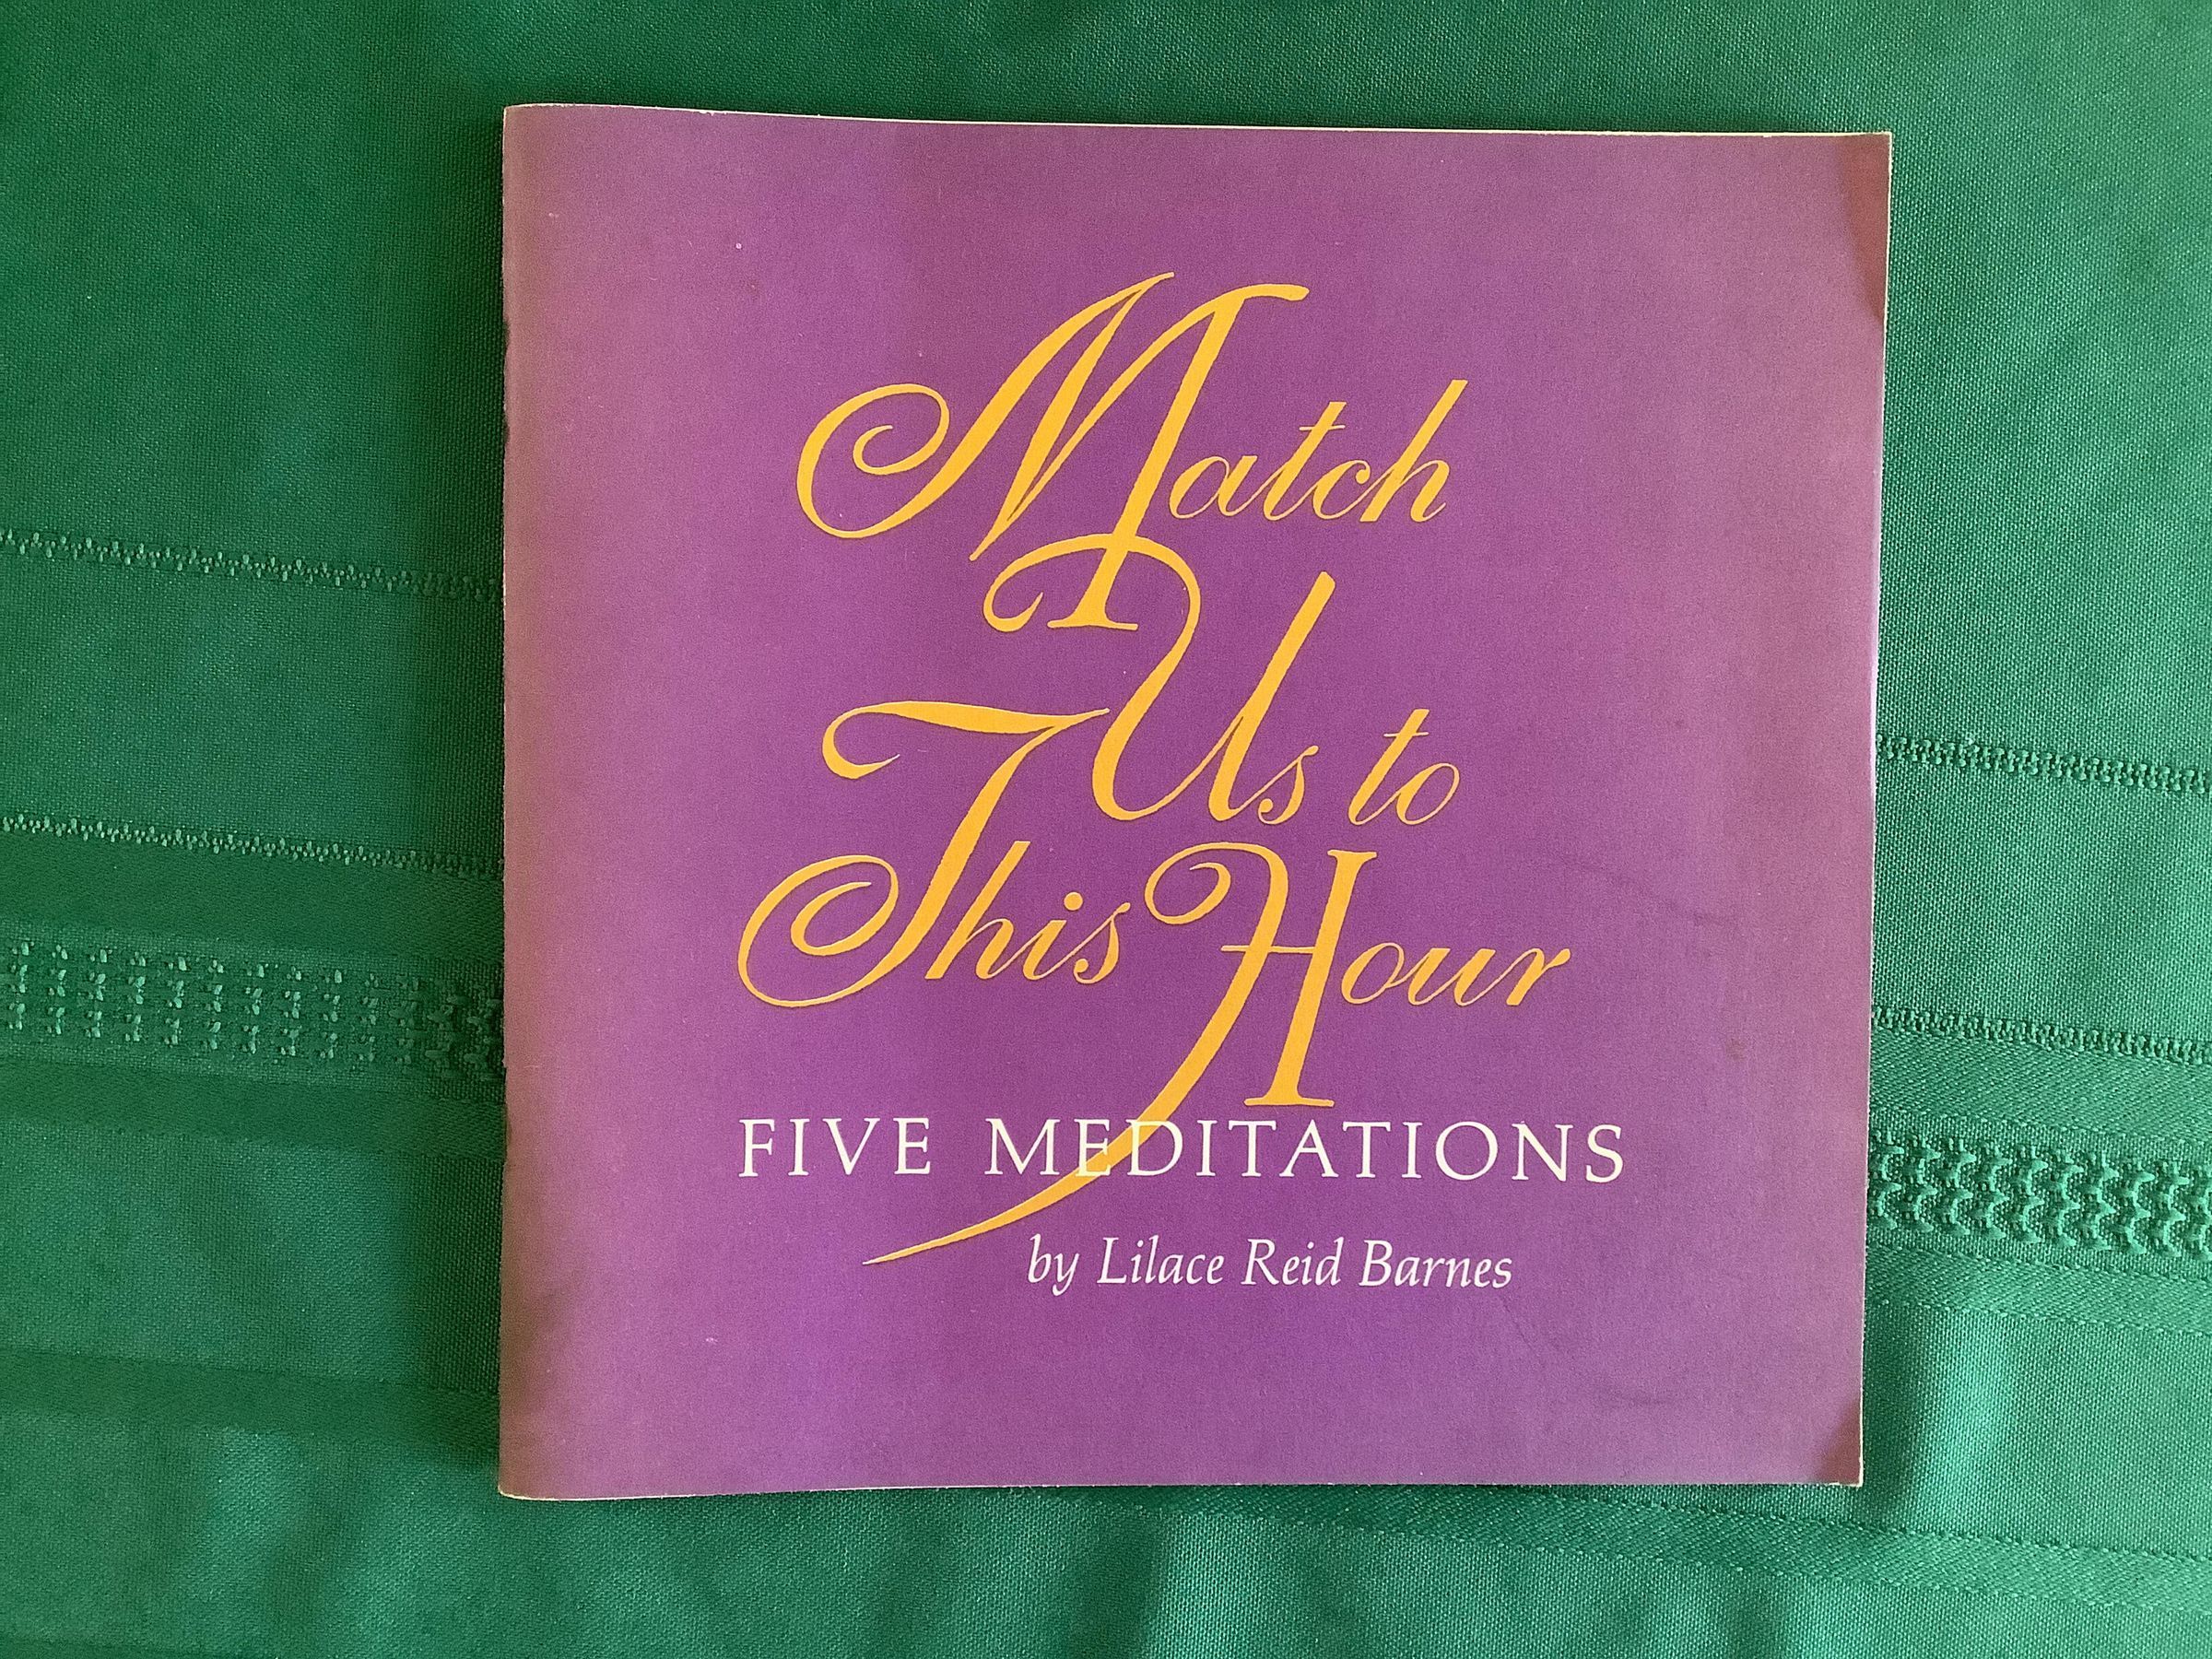 Match
Us to
This Hour
FIVE MEDITATIONS
by Lilace Reid Barnes